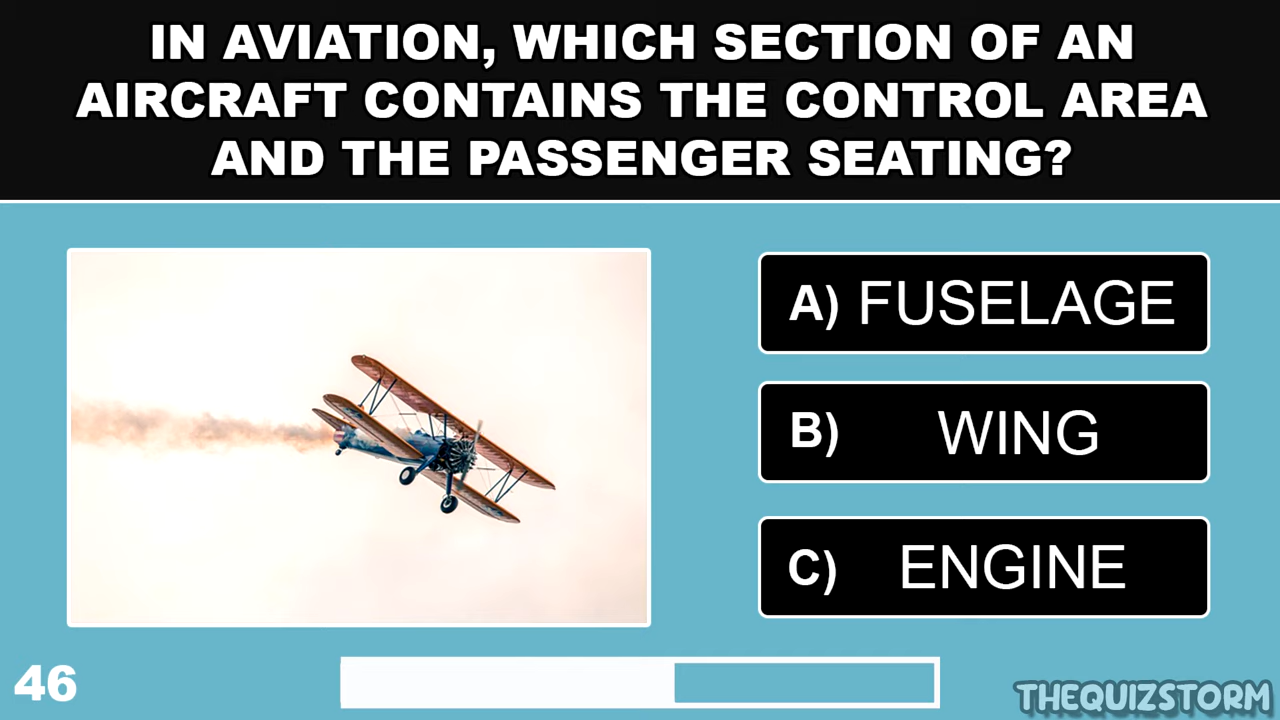 IN AVIATION, WHICH SECTION OF AN
AIRCRAFT CONTAINS THE CONTROL AREA
AND THE PASSENGER SEATING?
A) FUSELAGE
B) WING
C) ENGINE
46
THEQUIZSTORM